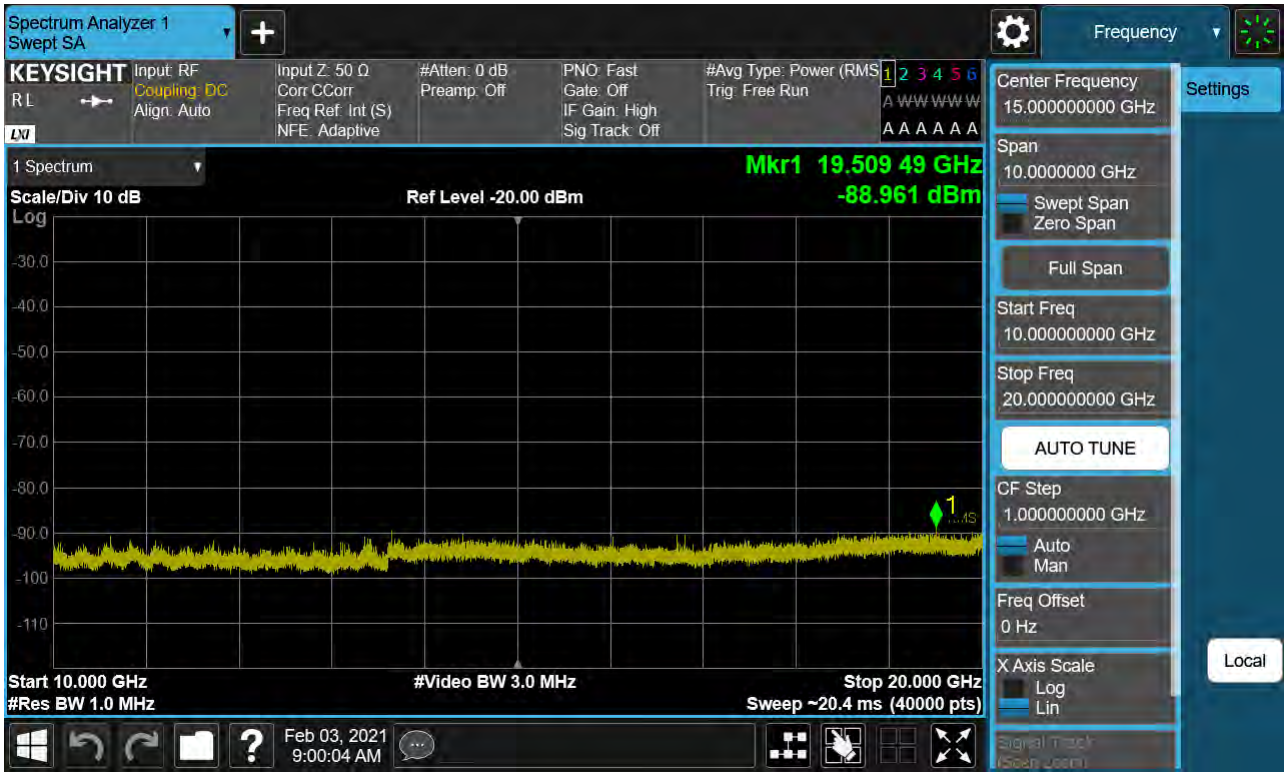 Spectrum Analyzer 1
Swept SA
Frequency
KEYSIGHT
RL
LXI
Input: RF
Coupling: DC
Align: Auto
Input Z: 50 Ω
Corr CCorr
Freq Ref: Int (S)
NFE: Adaptive
#Atten: 0 dB
Preamp: Off
PNO: Fast
Gate: Off
IF Gain: High
Sig Track: Off
#Avg Type: Power (RMS
Trig: Free Run
1 2 3 4 5 6
A W W W W W
A A A A A A
1 Spectrum
Scale/Div 10 dB
Ref Level -20.00 dBm
Mkr1 19.509 49 GHz
-88.961 dBm
Log
-30.0
-40.0
-50.0
-60.0
-70.0
-80.0
-90.0
-100
-110
1
Start 10.000 GHz
#Video BW 3.0 MHz
Stop 20.000 GHz
#Res BW 1.0 MHz
Sweep ~20.4 ms (40000 pts)
Center Frequency
15.000000000 GHz
Span
10.0000000 GHz
Swept Span
Zero Span
Full Span
Start Freq
10.000000000 GHz
Stop Freq
20.000000000 GHz
AUTO TUNE
CF Step
1.000000000 GHz
Auto
Man
Freq Offset
0 Hz
X Axis Scale
Log
Lin
Signal Track
(Span Zoom)
Settings
Local
?
Feb 03, 2021
9:00:04 AM